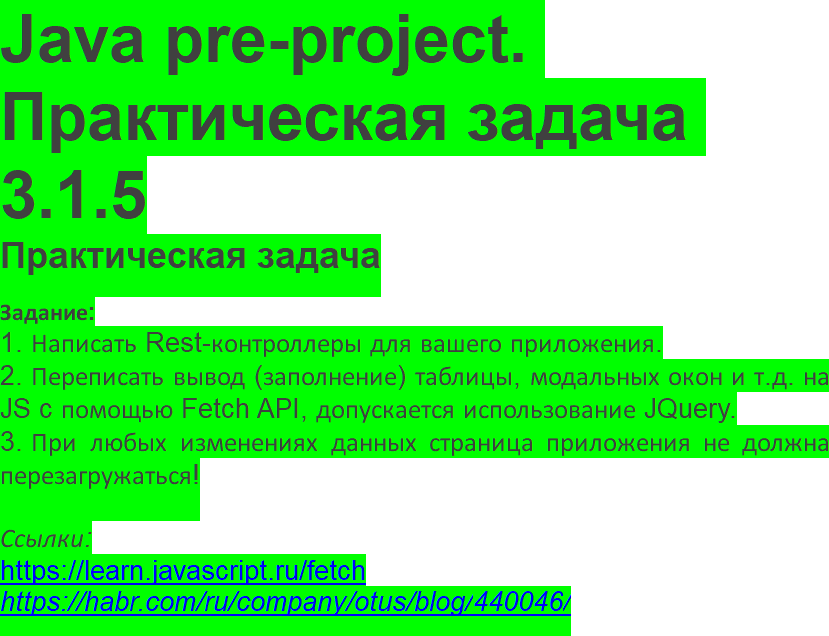 Java pre-project.
Практическая задача
3.1.5
Практическая задача
Задание:
1. Написать Rest-контроллеры для вашего приложения.
2. Переписать вывод (заполнение) таблицы, модальных окон и т.д. на
JS с помощью Fetch API, допускается использование JQuery.
3. При любых изменениях данных страница приложения не должна
перезагружаться!
Ссылки:
https://learn.javascript.ru/fetch
https://habr.com/ru/company/otus/blog/440046/